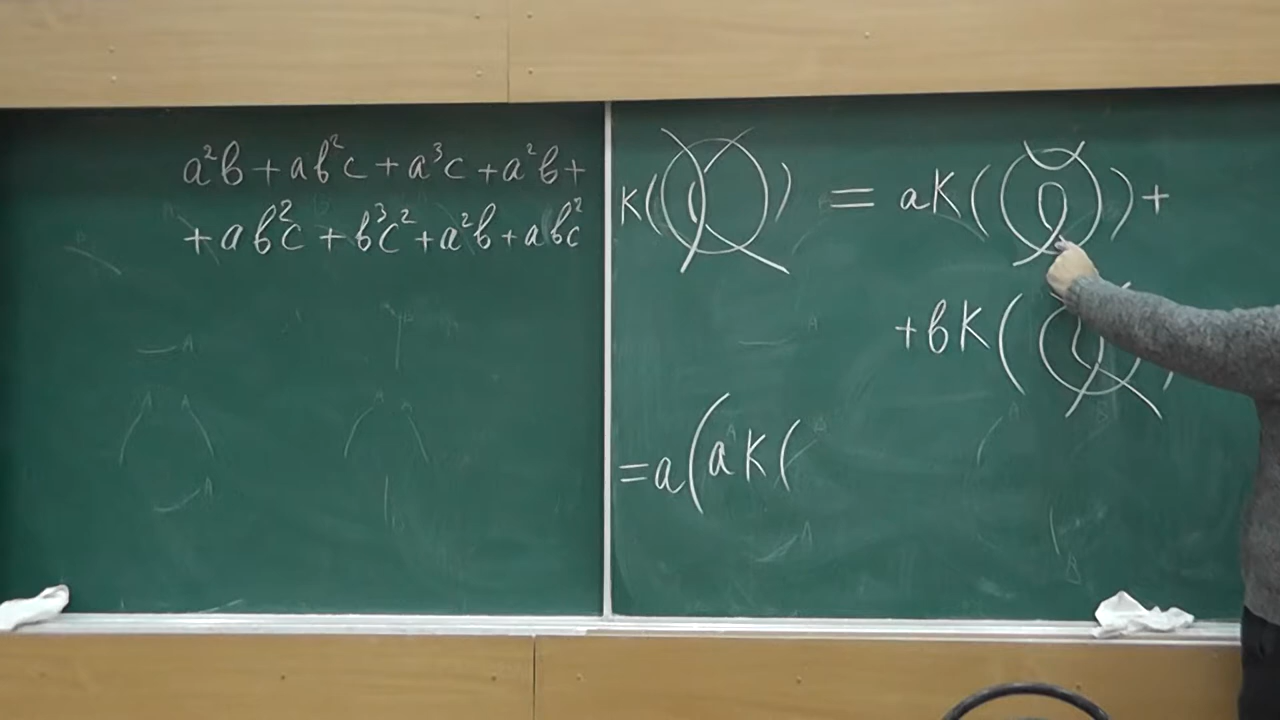 a²b + ab²c + a³c + a²b +
+ ab²c + b³c² + a²b + ab²c
K( ) = aK( ) +
+ bK(
= a(aK(